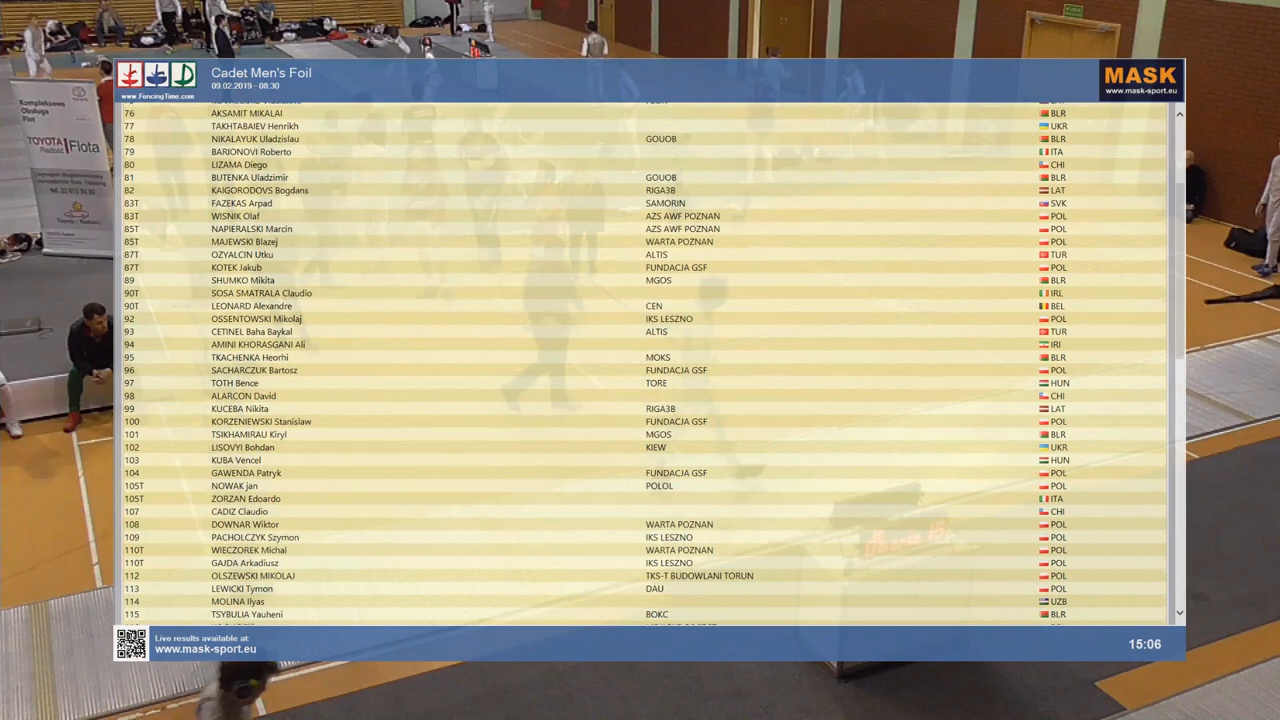 WYJŚCIE
TOYOTA
Kompleksowa
Obsługa
Flot
TOYOTA Flota
Radość
Cadet Men's Foil
09.02.2019 - 08:30
www.FencingTime.com
MASK
www.mask-sport.eu
76 AKSAMIT MIKALAI BLR
77 TAKHTABAIEV Henrikh UKR
78 NIKALAYUK Uladzislau GOUOB BLR
79 BARIONOVI Roberto ITA
80 LIZAMA Diego CHI
81 BUTENKA Uladzimir GOUOB BLR
82 KAIGORODVS Bogdans RIGA3B LAT
83T FAZEKAS Arpad SAMORIN SVK
83T WISNIK Olaf AZS AWF POZNAN POL
85T NAPIERALSKI Marcin AZS AWF POZNAN POL
85T MAJEWSKI Blazej WARTA POZNAN POL
87T OZYALCIN Utku ALTIS TUR
87T KOTEK Jakub FUNDACJA GSF POL
89 SHUMKO Mikita MGOS BLR
90T SOSA SMATRALA Claudio IRL
90T LEONARD Alexandre CEN BEL
92 OSSENTOWSKI Mikolaj IKS LESZNO POL
93 CETINEL Baha Baykal ALTIS TUR
94 AMINI KHORASGANI Ali IRI
95 TKACHENKA Heorhi MOKS BLR
96 SACHARCZUK Bartosz FUNDACJA GSF POL
97 TOTH Bence TORE HUN
98 ALARCON David CHI
99 KUCEBA Nikita RIGA3B LAT
100 KORZENIEWSKI Stanislaw FUNDACJA GSF POL
101 TSIKHAMIRAU Kiryl MGOS BLR
102 LISOVYI Bohdan KIEW UKR
103 KUBA Vencel HUN
104 GAWENDA Patryk FUNDACJA GSF POL
105T NOWAK jan POLOL POL
105T ZORZAN Edoardo ITA
107 CADIZ Claudio CHI
108 DOWNAR Wiktor WARTA POZNAN POL
109 PACHOLCZYK Szymon IKS LESZNO POL
110T WIECZOREK Michal WARTA POZNAN POL
110T GAJDA Arkadiusz IKS LESZNO POL
112 OLSZEWSKI MIKOLAJ TKS-T BUDOWLANI TORUN POL
113 LEWICKI Tymon DAU POL
114 MOLINA Ilyas UZB
115 TSYBULIA Yauheni BOKC BLR
Live results available at:
www.mask-sport.eu
15:06